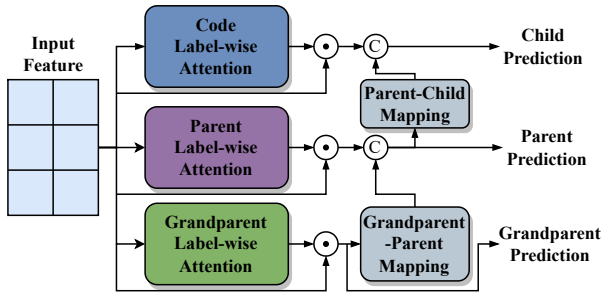 Input
Feature
Code
Label-wise
Attention
C
Child
Prediction
Parent-Child
Mapping
Parent
Label-wise
Attention
C
Parent
Prediction
Grandparent
Label-wise
Attention
Grandparent
-Parent
Mapping
Grandparent
Prediction